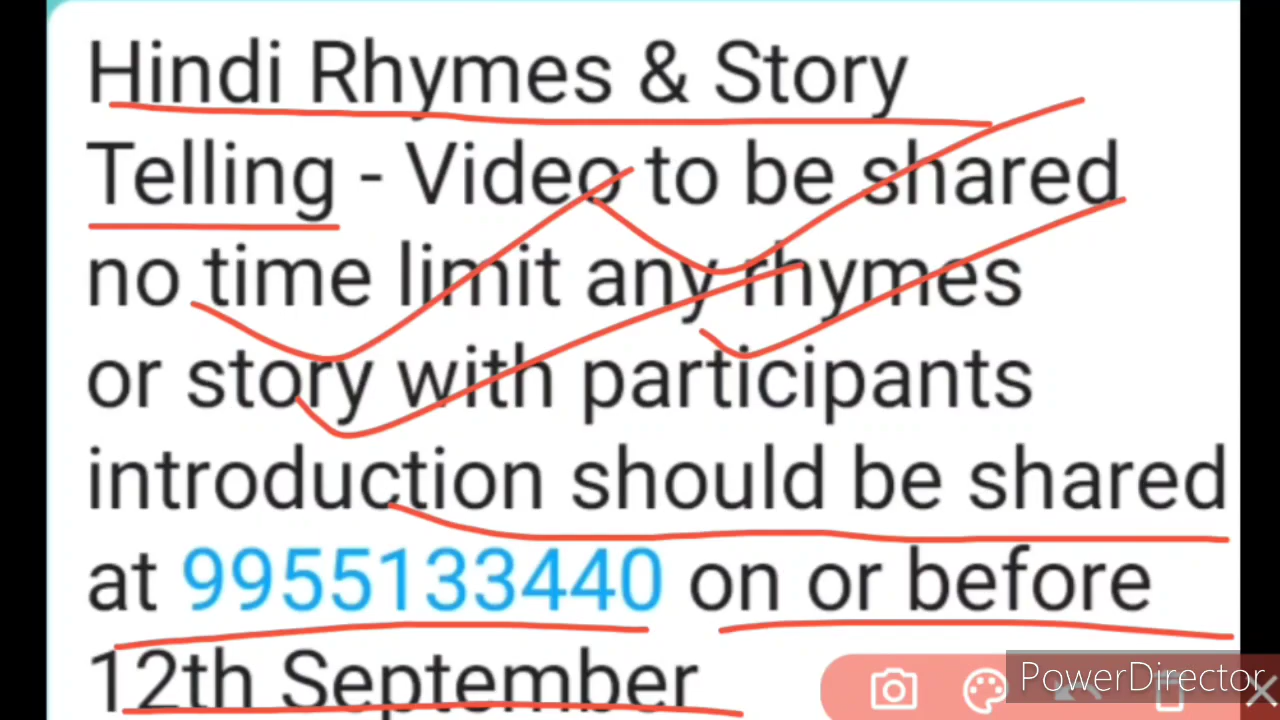 Hindi Rhymes & Story
Telling - Video to be shared
no time limit any rhymes
or story with participants
introduction should be shared
at 9955133440 on or before
12th September
PowerDirector